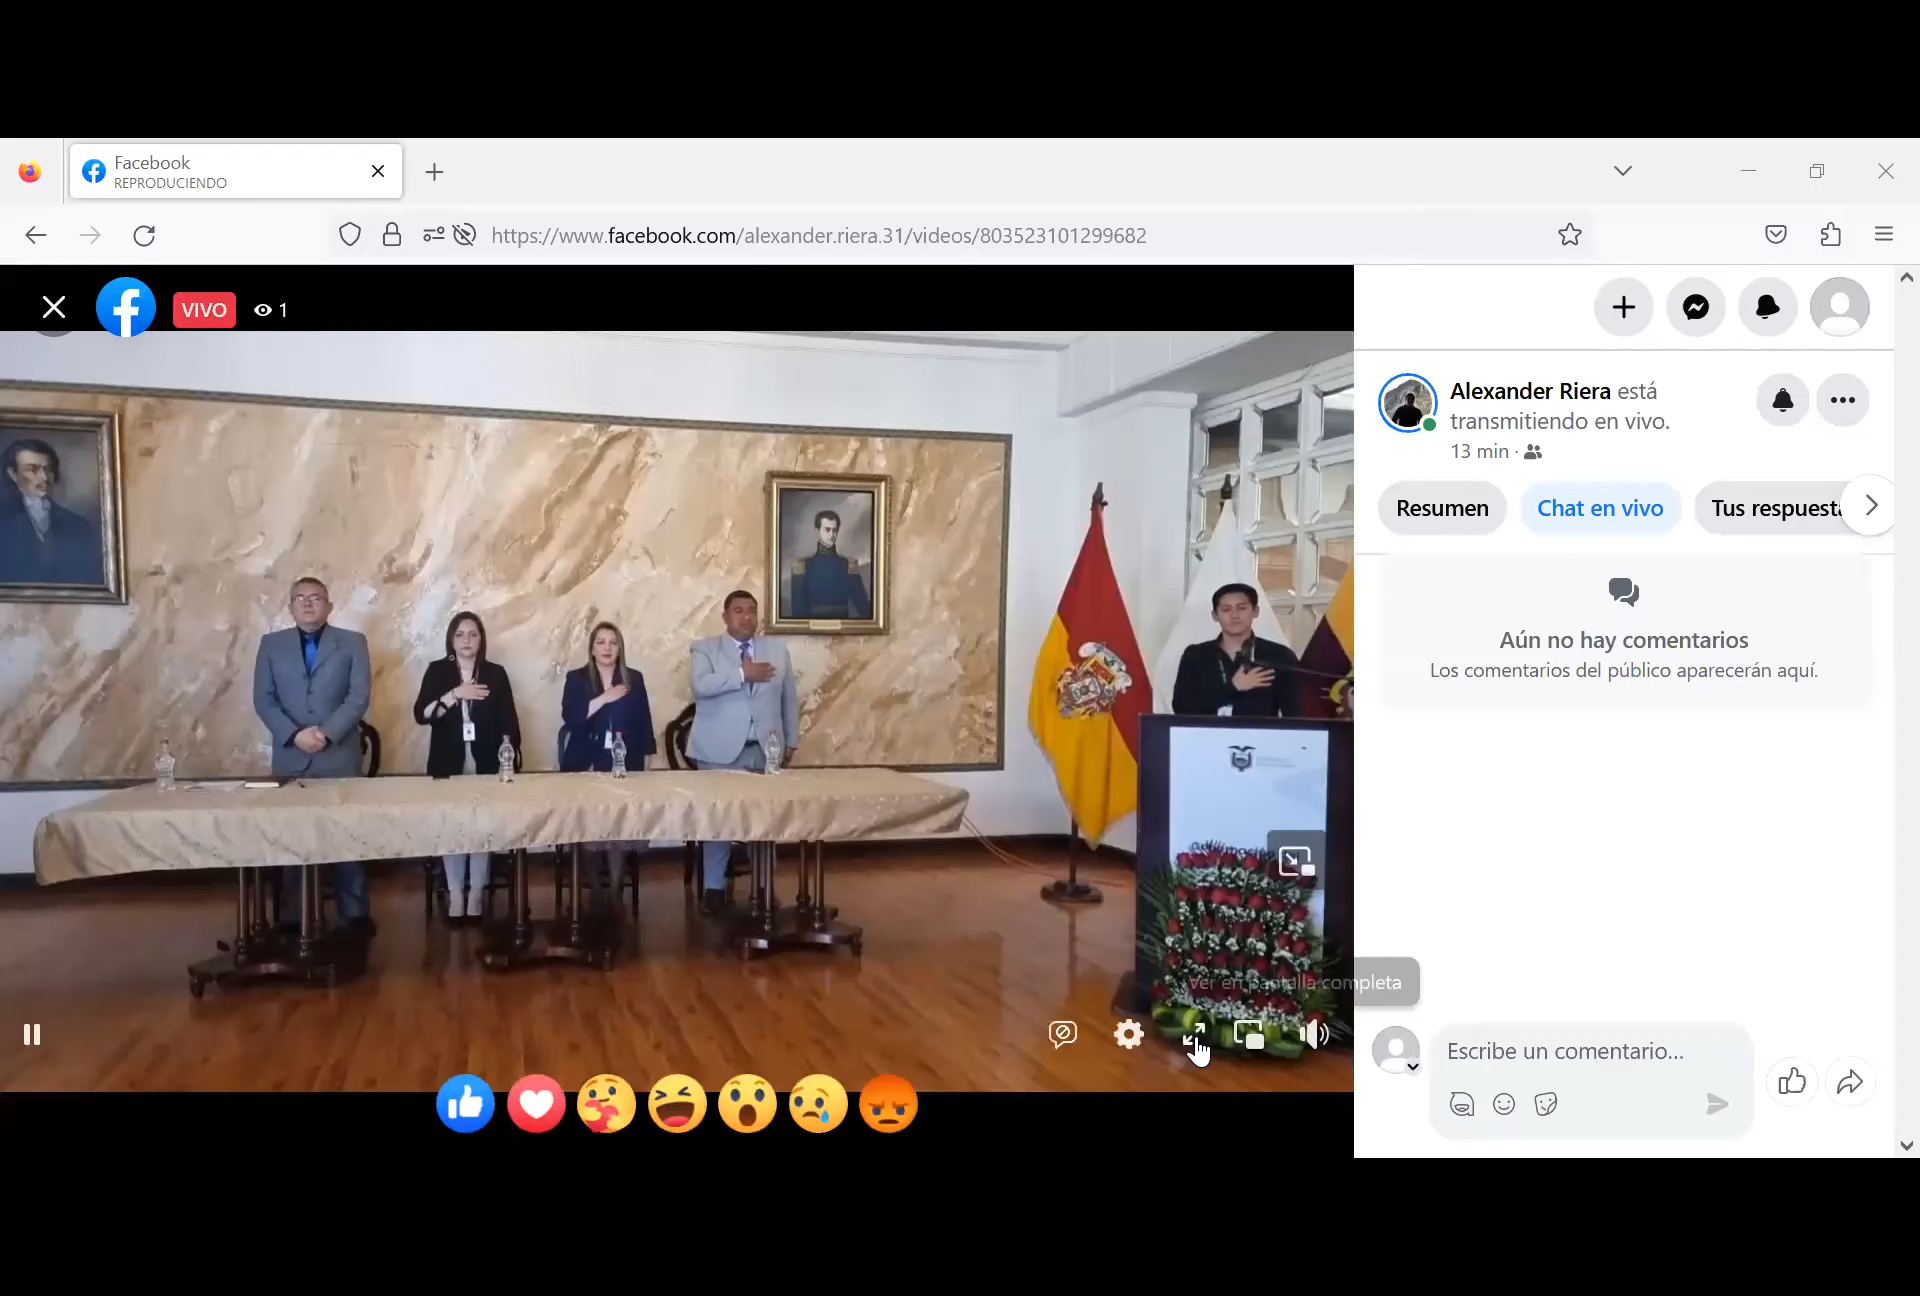 Facebook
REPRODUCIENDO
https://www.facebook.com/alexander.riera.31/videos/803523101299682
VIVO
1
Alexander Riera está
transmitiendo en vivo.
13 min ·
Resumen
Chat en vivo
Tus respuesta
Aún no hay comentarios
Los comentarios del público aparecerán aquí.
Ver en pantalla completa
Escribe un comentario...